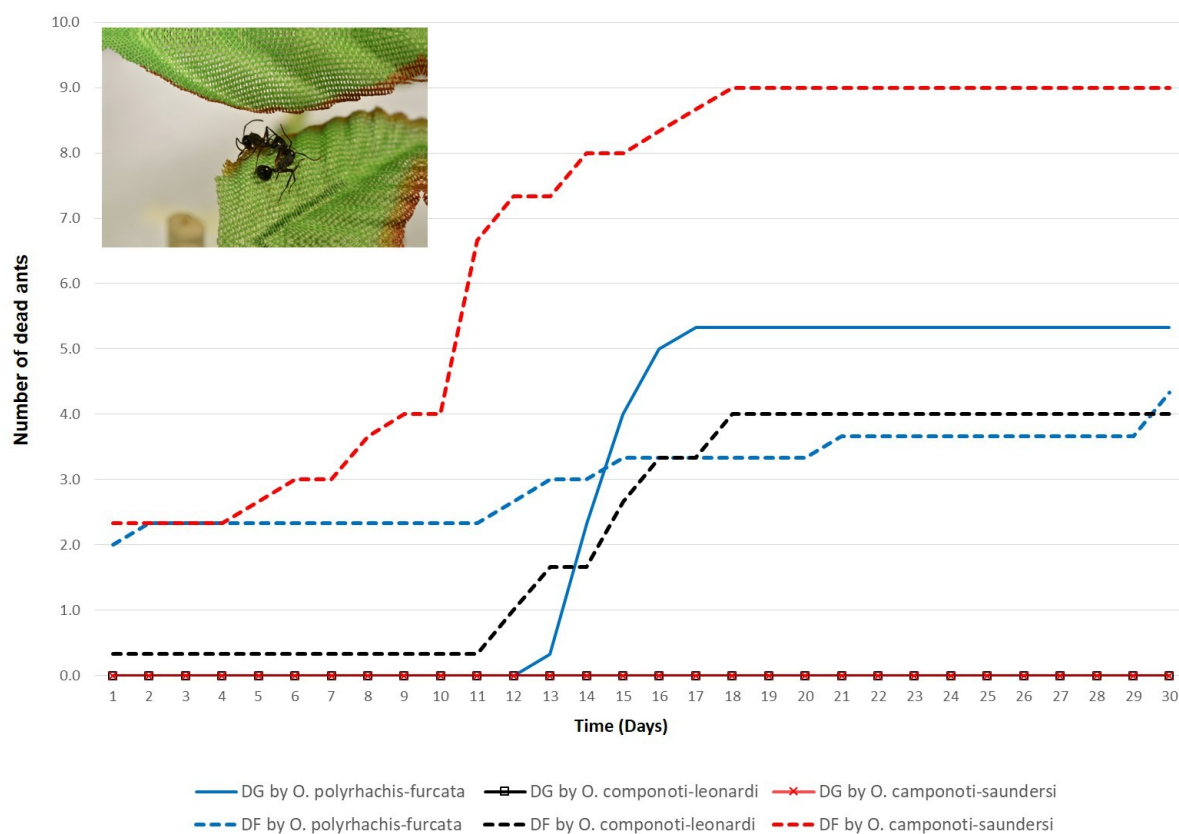 10.0
9.0
8.0
7.0
6.0
5.0
4.0
3.0
2.0
1.0
0.0
Number of dead ants
1 2 3 4 5 6 7 8 9 10 11 12 13 14 15 16 17 18 19 20 21 22 23 24 25 26 27 28 29 30
Time (Days)
DG by O. polyrhachis-furcata DG by O. componoti-leonardi DG by O. camponoti-saundersi
DF by O. polyrhachis-furcata DF by O. componoti-leonardi DF by O. camponoti-saundersi